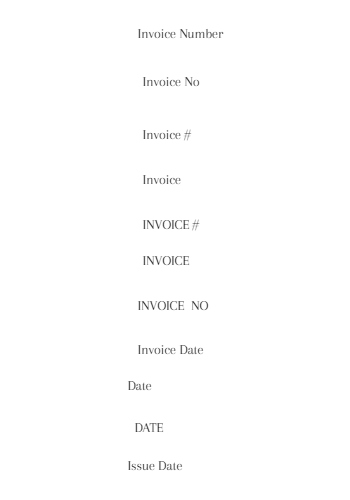 Invoice Number
Invoice No
Invoice #
Invoice
INVOICE #
INVOICE
INVOICE NO
Invoice Date
Date
DATE
Issue Date